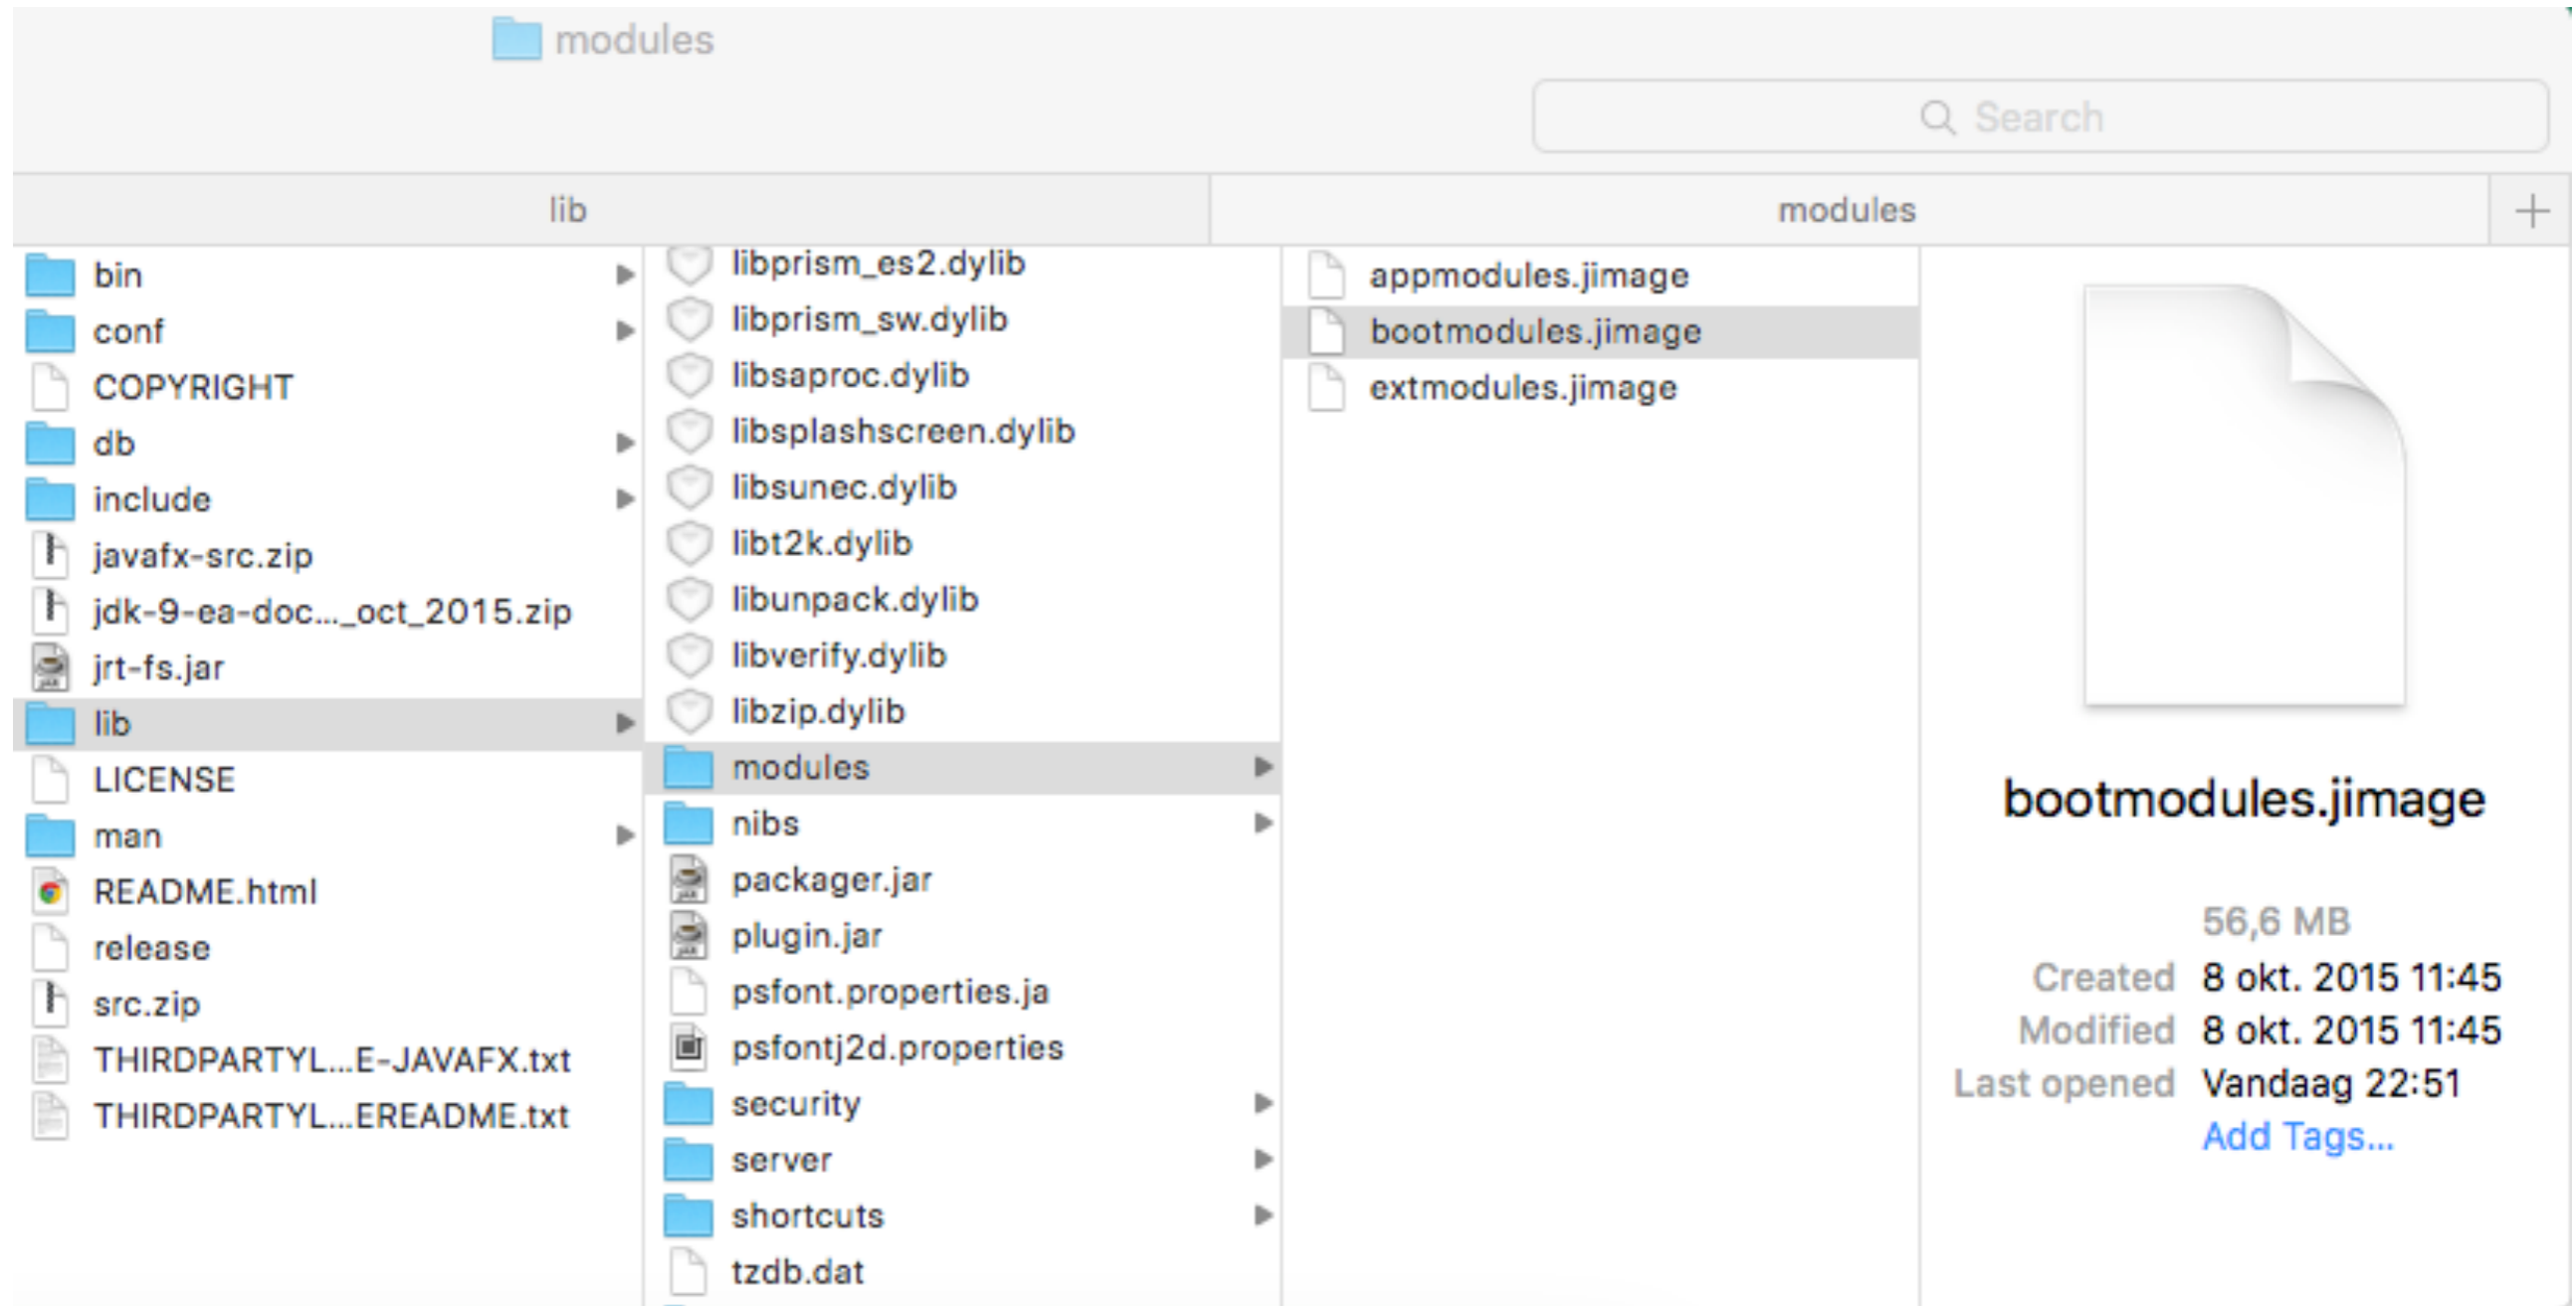 modules
Search
lib
modules
bin
conf
COPYRIGHT
db
include
javafx-src.zip
jdk-9-ea-doc..._oct_2015.zip
jrt-fs.jar
lib
LICENSE
man
README.html
release
src.zip
THIRDPARTYL...E-JAVAFX.txt
THIRDPARTYL...EREADME.txt
libprism_es2.dylib
libprism_sw.dylib
libsaproc.dylib
libsplashscreen.dylib
libsunec.dylib
libt2k.dylib
libunpack.dylib
libverify.dylib
libzip.dylib
modules
nibs
packager.jar
plugin.jar
psfont.properties.ja
psfontj2d.properties
security
server
shortcuts
tzdb.dat
appmodules.jimage
bootmodules.jimage
extmodules.jimage
bootmodules.jimage
56,6 MB
Created 8 okt. 2015 11:45
Modified 8 okt. 2015 11:45
Last opened Vandaag 22:51
Add Tags...